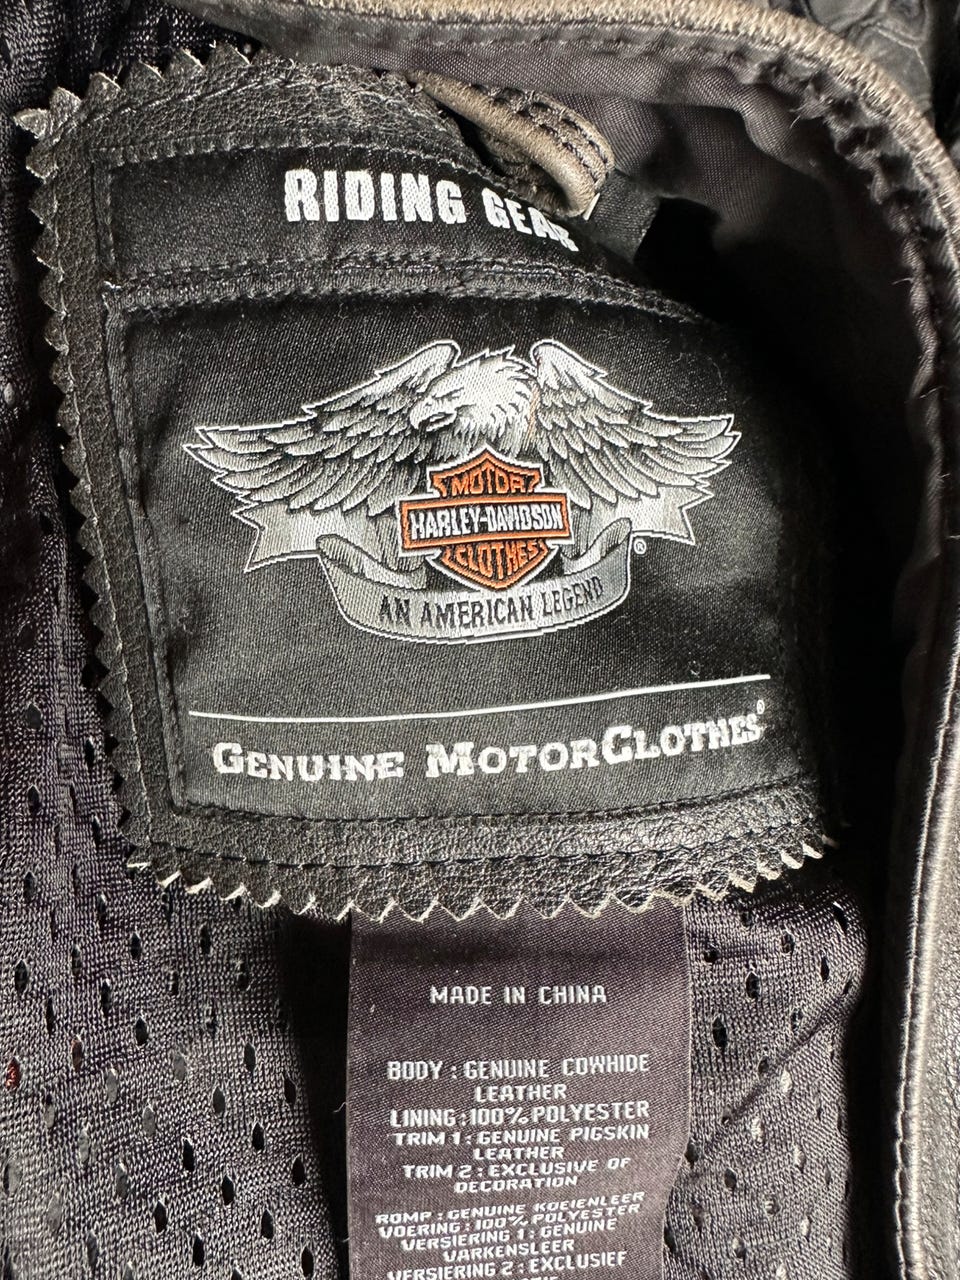 RIDING GEAR
MOTOR
HARLEY-DAVIDSON
CLOTHES
®
AN AMERICAN LEGEND
GENUINE MOTORCLOTHES®
MADE IN CHINA
BODY : GENUINE COWHIDE
LEATHER
LINING : 100% POLYESTER
TRIM 1 : GENUINE PIGSKIN
LEATHER
TRIM 2 : EXCLUSIVE OF
DECORATION
ROMP : GENUINE KOEIENLEER
VOERING : 100% POLYESTER
VERSIERING 1 : GENUINE
VARKENSLEER
VERSIERING 2 : EXCLUSIEF